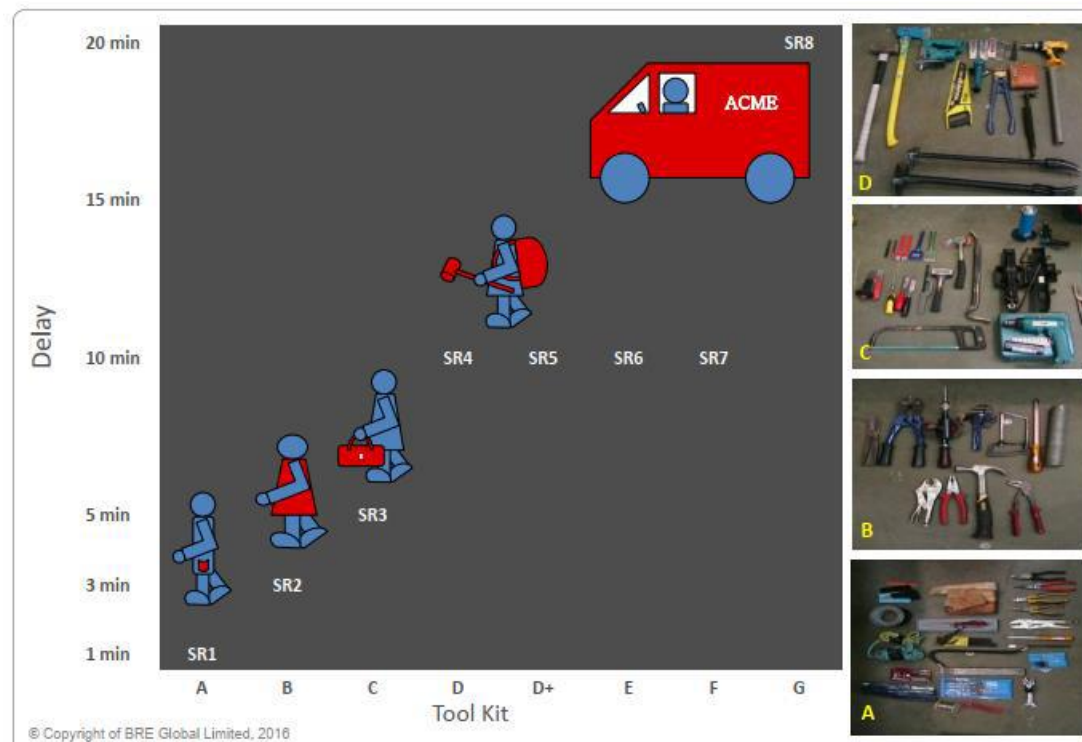 20 min
SR8
ACME
D
15 min
C
Delay
10 min
SR4 SR5 SR6 SR7
B
5 min
SR3
3 min
SR2
1 min
SR1
A
A B C D D+ E F G
Tool Kit
© Copyright of BRE Global Limited, 2016